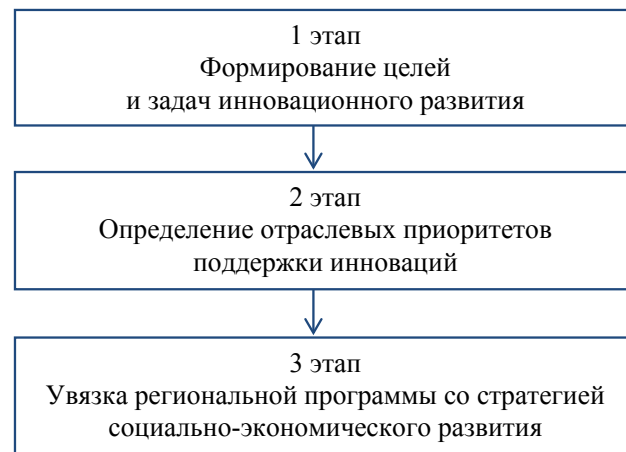 1 этап
Формирование целей
и задач инновационного развития
2 этап
Определение отраслевых приоритетов
поддержки инноваций
3 этап
Увязка региональной программы со стратегией
социально-экономического развития